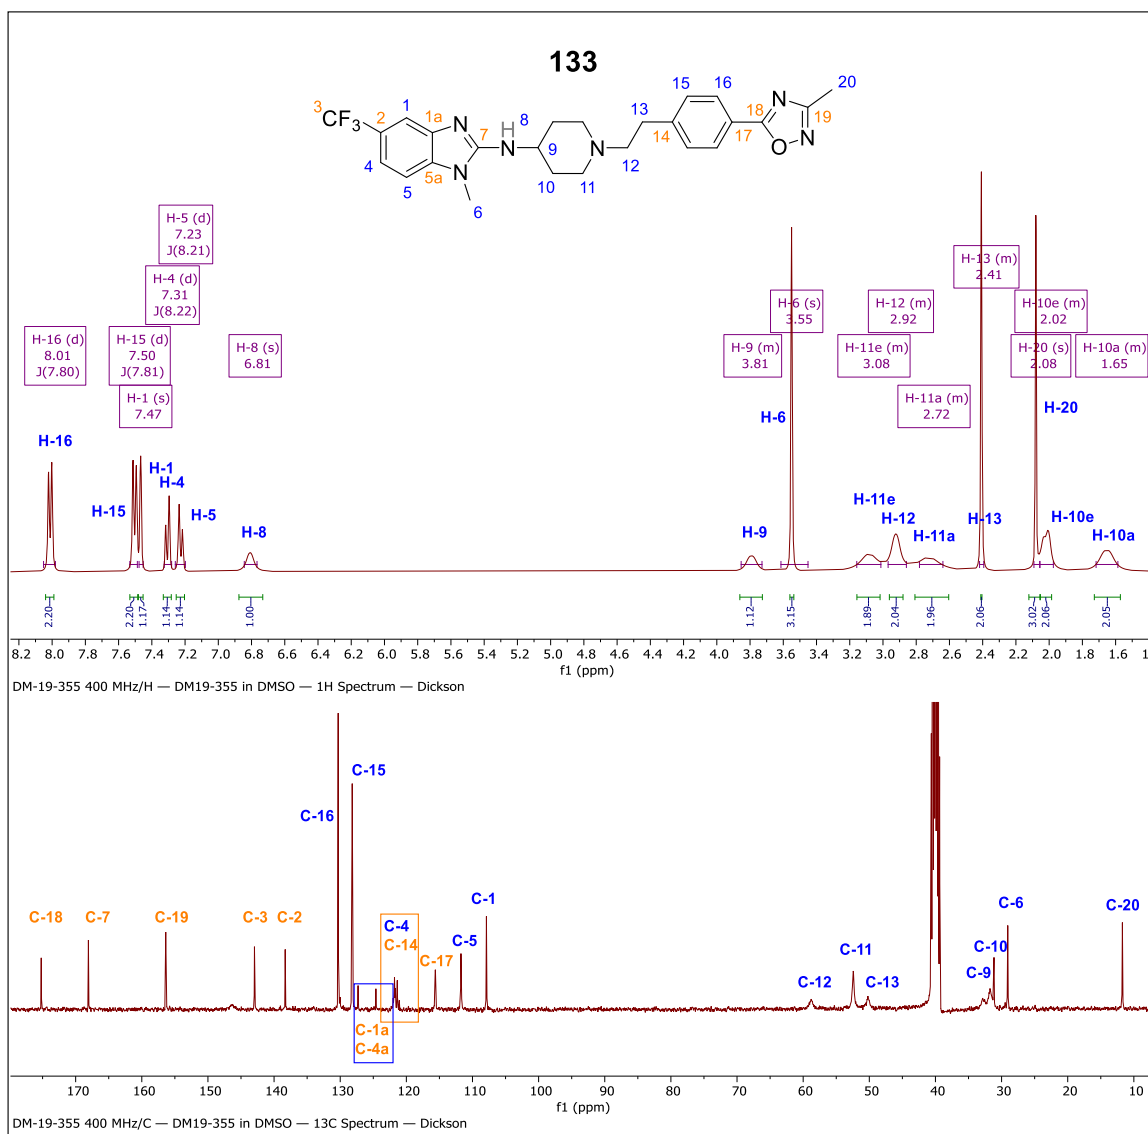 133
3
CF3
2
1
1a
N
7
8
H
NH
9
10
11
N
12
13
14
15
16
17
18
N
19
20
N
O
4
5
5a
N
6
H-5 (d)
7.23
J(8.21)
H-4 (d)
7.31
J(8.22)
H-16 (d)
8.01
J(7.80)
H-15 (d)
7.50
J(7.81)
H-1 (s)
7.47
H-8 (s)
6.81
H-9 (m)
3.81
H-6 (s)
3.55
H-11e (m)
3.08
H-12 (m)
2.92
H-11a (m)
2.72
H-13 (m)
2.41
H-10e (m)
2.02
H-20 (s)
2.08
H-10a (m)
1.65
H-16
H-15
H-1
H-4
H-5
H-8
H-9
H-6
H-11e
H-12
H-11a
H-13
H-20
H-10e
H-10a
2.20
2.20
1.17
1.14
1.14
1.00
1.12
3.15
1.89
2.04
1.96
2.06
3.02
2.06
2.05
8.2 8.0 7.8 7.6 7.4 7.2 7.0 6.8 6.6 6.4 6.2 6.0 5.8 5.6 5.4 5.2 5.0 4.8 4.6 4.4 4.2 4.0 3.8 3.6 3.4 3.2 3.0 2.8 2.6 2.4 2.2 2.0 1.8 1.6 1.4 1
f1 (ppm)
DM-19-355 400 MHz/H — DM19-355 in DMSO — 1H Spectrum — Dickson
C-18
C-7
C-19
C-3
C-2
C-16
C-15
C-1a
C-4a
C-4
C-14
C-17
C-5
C-1
C-12
C-11
C-13
C-9
C-10
C-6
C-20
170 160 150 140 130 120 110 100 90 80 70 60 50 40 30 20 10
f1 (ppm)
DM-19-355 400 MHz/C — DM19-355 in DMSO — 13C Spectrum — Dickson